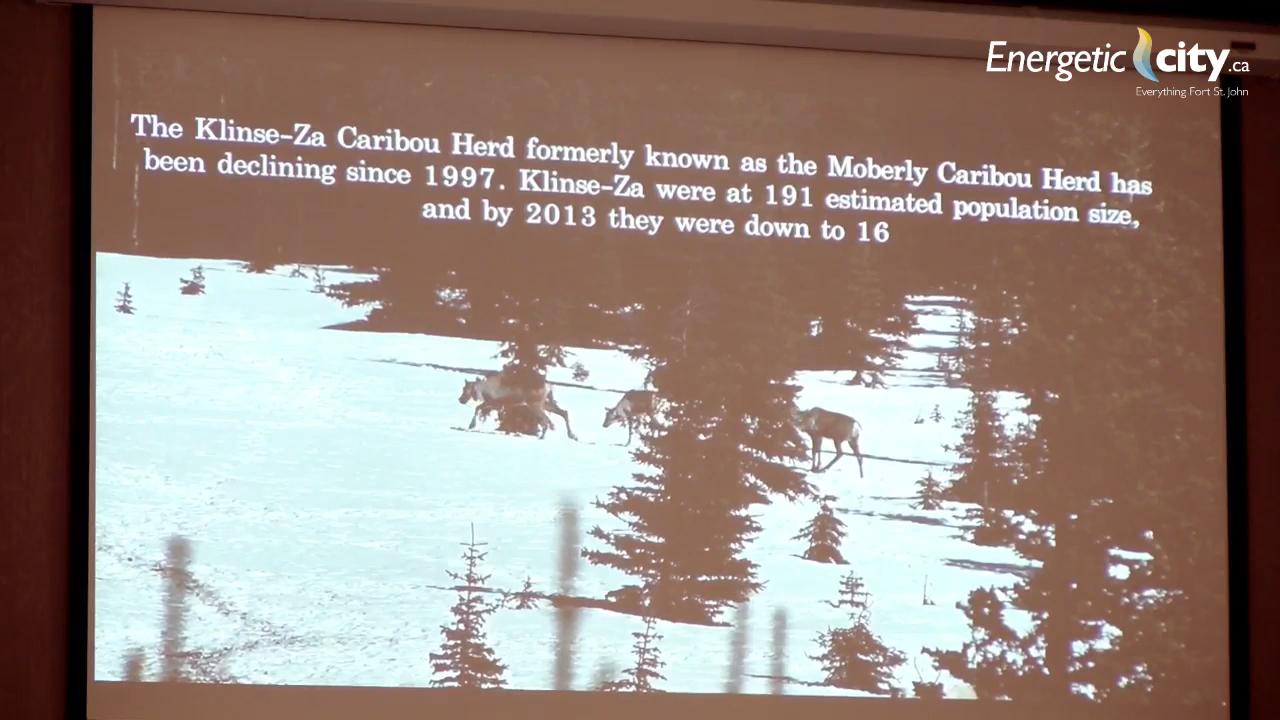 Energetic city.ca
Everything Fort St. John
The Klinse-Za Caribou Herd formerly known as the Moberly Caribou Herd has
been declining since 1997. Klinse-Za were at 191 estimated population size,
and by 2013 they were down to 16